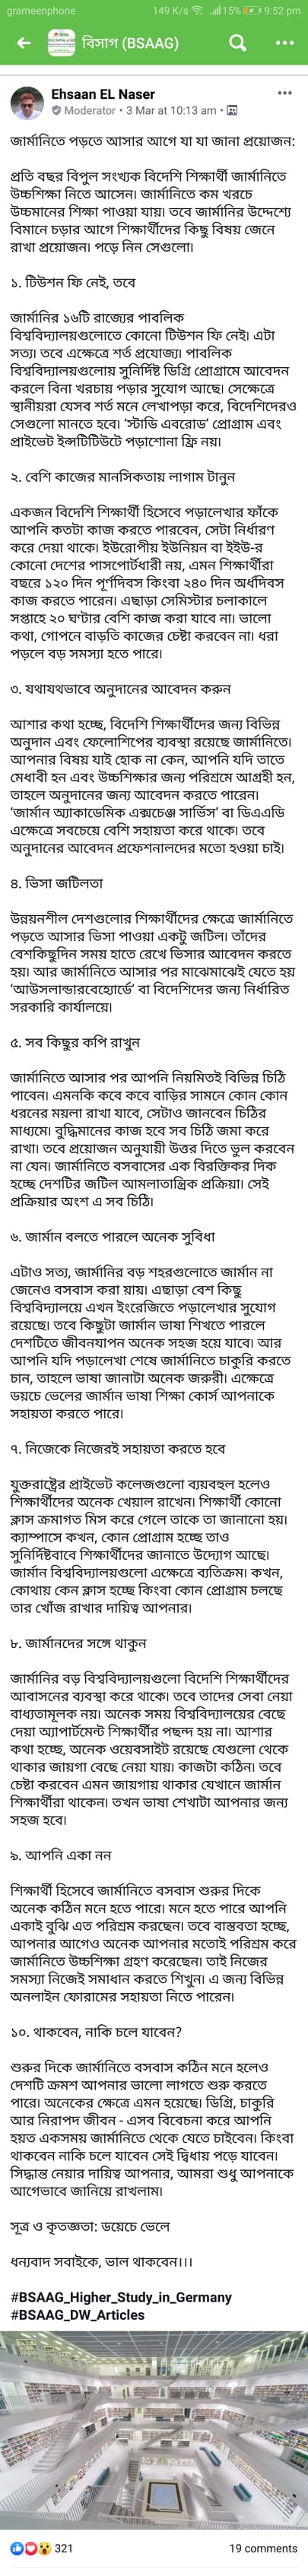 grameenphone 149 K/s 15% 9:52 pm
বিসাগ (BSAAG)
Ehsaan EL Naser
Moderator • 3 Mar at 10:13 am •
জার্মানিতে পড়তে আসার আগে যা যা জানা প্রয়োজন:
প্রতি বছর বিপুল সংখ্যক বিদেশি শিক্ষার্থী জার্মানিতে
উচ্চশিক্ষা নিতে আসেন। জার্মানিতে কম খরচে
উচ্চমানের শিক্ষা পাওয়া যায়। তবে জার্মানির উদ্দেশ্যে
বিমানে চড়ার আগে শিক্ষার্থীদের কিছু বিষয় জেনে
রাখা প্রয়োজন। পড়ে নিন সেগুলো।
১. টিউশন ফি নেই, তবে
জার্মানির ১৬টি রাজ্যের পাবলিক
বিশ্ববিদ্যালয়গুলোতে কোনো টিউশন ফি নেই। এটা
সত্য। তবে এক্ষেত্রে শর্ত প্রযোজ্য। পাবলিক
বিশ্ববিদ্যালয়গুলোয় সুনির্দিষ্ট ডিগ্রি প্রোগ্রামে আবেদন
করলে বিনা খরচায় পড়ার সুযোগ আছে। সেক্ষেত্রে
স্থানীয়রা যেসব শর্ত মনে লেখাপড়া করে, বিদেশিদেরও
সেগুলো মানতে হবে। ‘স্টাডি এবরোড’ প্রোগ্রাম এবং
প্রাইভেট ইন্সটিটিউটে পড়াশোনা ফ্রি নয়।
২. বেশি কাজের মানসিকতায় লাগাম টানুন
একজন বিদেশি শিক্ষার্থী হিসেবে পড়ালেখার ফাঁকে
আপনি কতটা কাজ করতে পারবেন, সেটা নির্ধারণ
করে দেয়া থাকে। ইউরোপীয় ইউনিয়ন বা ইইউ-র
কোনো দেশের পাসপোর্টধারী নয়, এমন শিক্ষার্থীরা
বছরে ১২০ দিন পূর্ণদিবস কিংবা ২৪০ দিন অর্ধদিবস
কাজ করতে পারেন। এছাড়া সেমিস্টার চলাকালে
সপ্তাহে ২০ ঘণ্টার বেশি কাজ করা যাবে না। ভালো
কথা, গোপনে বাড়তি কাজের চেষ্টা করবেন না। ধরা
পড়লে বড় সমস্যা হতে পারে।
৩. যথাযথভাবে অনুদানের আবেদন করুন
আশার কথা হচ্ছে, বিদেশি শিক্ষার্থীদের জন্য বিভিন্ন
অনুদান এবং ফেলোশিপের ব্যবস্থা রয়েছে জার্মানিতে।
আপনার বিষয় যাই হোক না কেন, আপনি যদি তাতে
মেধাবী হন এবং উচ্চশিক্ষার জন্য পরিশ্রমে আগ্রহী হন,
তাহলে অনুদানের জন্য আবেদন করতে পারেন।
‘জার্মান অ্যাকাডেমিক এক্সচেঞ্জ সার্ভিস’ বা ডিএএডি
এক্ষেত্রে সবচেয়ে বেশি সহায়তা করে থাকে। তবে
অনুদানের আবেদন প্রফেশনালদের মতো হওয়া চাই।
৪. ভিসা জটিলতা
উন্নয়নশীল দেশগুলোর শিক্ষার্থীদের ক্ষেত্রে জার্মানিতে
পড়তে আসার ভিসা পাওয়া একটু জটিল। তাঁদের
বেশকিছুদিন সময় হাতে রেখে ভিসার আবেদন করতে
হয়। আর জার্মানিতে আসার পর মাঝেমাঝেই যেতে হয়
‘আউসলান্ডারবেহ্যোর্ডে’ বা বিদেশিদের জন্য নির্ধারিত
সরকারি কার্যালয়ে।
৫. সব কিছুর কপি রাখুন
জার্মানিতে আসার পর আপনি নিয়মিতই বিভিন্ন চিঠি
পাবেন। এমনকি কবে কবে বাড়ির সামনে কোন কোন
ধরনের ময়লা রাখা যাবে, সেটাও জানবেন চিঠির
মাধ্যমে। বুদ্ধিমানের কাজ হবে সব চিঠি জমা করে
রাখা। তবে প্রয়োজন অনুযায়ী উত্তর দিতে ভুল করবেন
না যেন। জার্মানিতে বসবাসের এক বিরক্তিকর দিক
হচ্ছে দেশটির জটিল আমলাতান্ত্রিক প্রক্রিয়া। সেই
প্রক্রিয়ার অংশ এ সব চিঠি।
৬. জার্মান বলতে পারলে অনেক সুবিধা
এটাও সত্য, জার্মানির বড় শহরগুলোতে জার্মান না
জেনেও বসবাস করা যায়। এছাড়া বেশ কিছু
বিশ্ববিদ্যালয়ে এখন ইংরেজিতে পড়ালেখার সুযোগ
রয়েছে। তবে কিছুটা জার্মান ভাষা শিখতে পারলে
দেশটিতে জীবনযাপন অনেক সহজ হয়ে যাবে। আর
আপনি যদি পড়ালেখা শেষে জার্মানিতে চাকুরি করতে
চান, তাহলে ভাষা জানাটা অনেক জরুরী। এক্ষেত্রে
ডয়চে ভেলের জার্মান ভাষা শিক্ষা কোর্স আপনাকে
সহায়তা করতে পারে।
৭. নিজেকে নিজেরই সহায়তা করতে হবে
যুক্তরাষ্ট্রের প্রাইভেট কলেজগুলো ব্যয়বহুল হলেও
শিক্ষার্থীদের অনেক খেয়াল রাখেন। শিক্ষার্থী কোনো
ক্লাস ক্রমাগত মিস করে গেলে তাকে তা জানানো হয়।
ক্যাম্পাসে কখন, কোন প্রোগ্রাম হচ্ছে তাও
সুনির্দিষ্টবাবে শিক্ষার্থীদের জানাতে উদ্যোগ আছে।
জার্মান বিশ্ববিদ্যালয়গুলো এক্ষেত্রে ব্যতিক্রম। কখন,
কোথায় কেন ক্লাস হচ্ছে কিংবা কোন প্রোগ্রাম চলছে
তার খোঁজ রাখার দায়িত্ব আপনার।
৮. জার্মানদের সঙ্গে থাকুন
জার্মানির বড় বিশ্ববিদ্যালয়গুলো বিদেশি শিক্ষার্থীদের
আবাসনের ব্যবস্থা করে থাকে। তবে তাদের সেবা নেয়া
বাধ্যতামূলক নয়। অনেক সময় বিশ্ববিদ্যালয়ের বেছে
দেয়া অ্যাপার্টমেন্ট শিক্ষার্থীর পছন্দ হয় না। আশার
কথা হচ্ছে, অনেক ওয়েবসাইট রয়েছে যেগুলো থেকে
থাকার জায়গা বেছে নেয়া যায়। কাজটা কঠিন। তবে
চেষ্টা করবেন এমন জায়গায় থাকার যেখানে জার্মান
শিক্ষার্থীরা থাকেন। তখন ভাষা শেখাটা আপনার জন্য
সহজ হবে।
৯. আপনি একা নন
শিক্ষার্থী হিসেবে জার্মানিতে বসবাস শুরুর দিকে
অনেক কঠিন মনে হতে পারে। মনে হতে পারে আপনি
একাই বুঝি এত পরিশ্রম করছেন। তবে বাস্তবতা হচ্ছে,
আপনার আগেও অনেক আপনার মতোই পরিশ্রম করে
জার্মানিতে উচ্চশিক্ষা গ্রহণ করেছেন। তাই নিজের
সমস্যা নিজেই সমাধান করতে শিখুন। এ জন্য বিভিন্ন
অনলাইন ফোরামের সহায়তা নিতে পারেন।
১০. থাকবেন, নাকি চলে যাবেন?
শুরুর দিকে জার্মানিতে বসবাস কঠিন মনে হলেও
দেশটি ক্রমশ আপনার ভালো লাগতে শুরু করতে
পারে। অনেকের ক্ষেত্রে এমন হয়েছে। ডিগ্রি, চাকুরি
আর নিরাপদ জীবন - এসব বিবেচনা করে আপনি
হয়ত একসময় জার্মানিতে থেকে যেতে চাইবেন। কিংবা
থাকবেন নাকি চলে যাবেন সেই দ্বিধায় পড়ে যাবেন।
সিদ্ধান্ত নেয়ার দায়িত্ব আপনার, আমরা শুধু আপনাকে
আগেভাবে জানিয়ে রাখলাম।
সূত্র ও কৃতজ্ঞতা: ডয়েচে ভেলে
ধন্যবাদ সবাইকে, ভাল থাকবেন।।।
#BSAAG_Higher_Study_in_Germany
#BSAAG_DW_Articles
321 19 comments